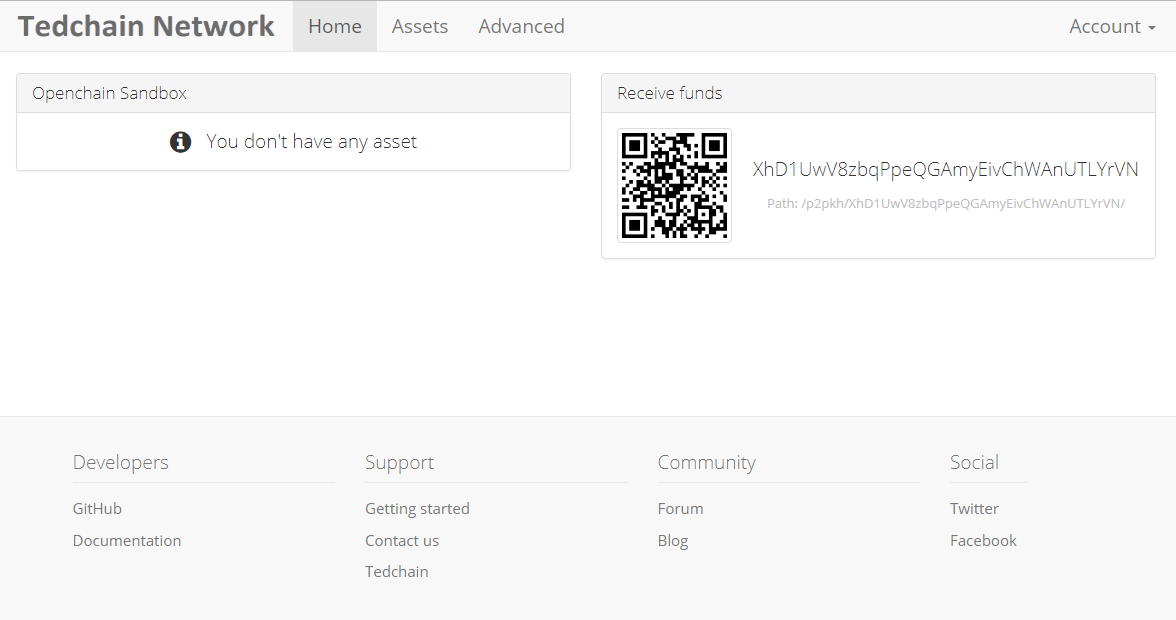 Tedchain Network Home Assets Advanced Account
Openchain Sandbox
You don't have any asset
Receive funds
XhD1UwV8zbqPpeQGAmyEivChWAnUTLYrVN
Path: /p2pkh/XhD1UwV8zbqPpeQGAmyEivChWAnUTLYrVN/
Developers
GitHub
Documentation
Support
Getting started
Contact us
Tedchain
Community
Forum
Blog
Social
Twitter
Facebook